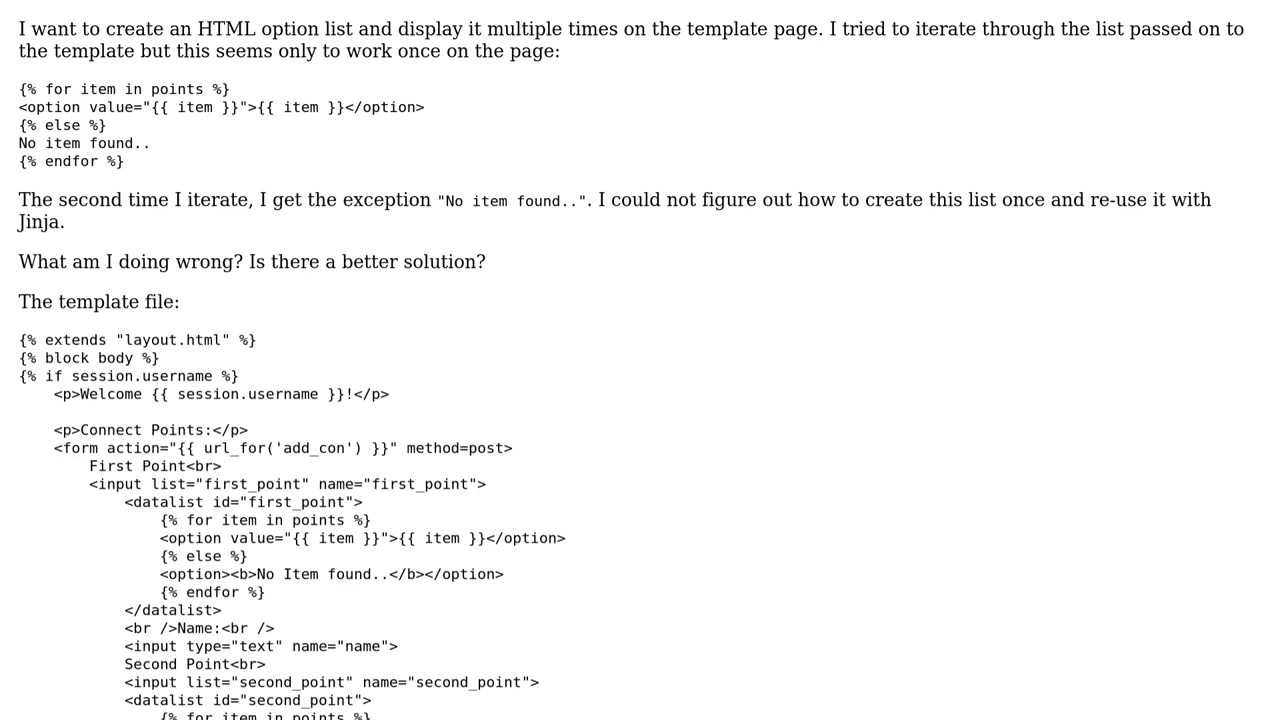 I want to create an HTML option list and display it multiple times on the template page. I tried to iterate through the list passed on to
the template but this seems only to work once on the page:
{% for item in points %}
<option value="{{ item }}">{{ item }}</option>
{% else %}
No item found..
{% endfor %}
The second time I iterate, I get the exception "No item found..". I could not figure out how to create this list once and re-use it with
Jinja.
What am I doing wrong? Is there a better solution?
The template file:
{% extends "layout.html" %}
{% block body %}
{% if session.username %}
    <p>Welcome {{ session.username }}!</p>
    <p>Connect Points:</p>
    <form action="{{ url_for('add_con') }}" method=post>
        First Point<br>
        <input list="first_point" name="first_point">
            <datalist id="first_point">
                {% for item in points %}
                <option value="{{ item }}">{{ item }}</option>
                {% else %}
                <option><b>No Item found..</b></option>
                {% endfor %}
            </datalist>
            <br />Name:<br />
            <input type="text" name="name">
            Second Point<br>
            <input list="second_point" name="second_point">
            <datalist id="second_point">
                {% for item in points %}